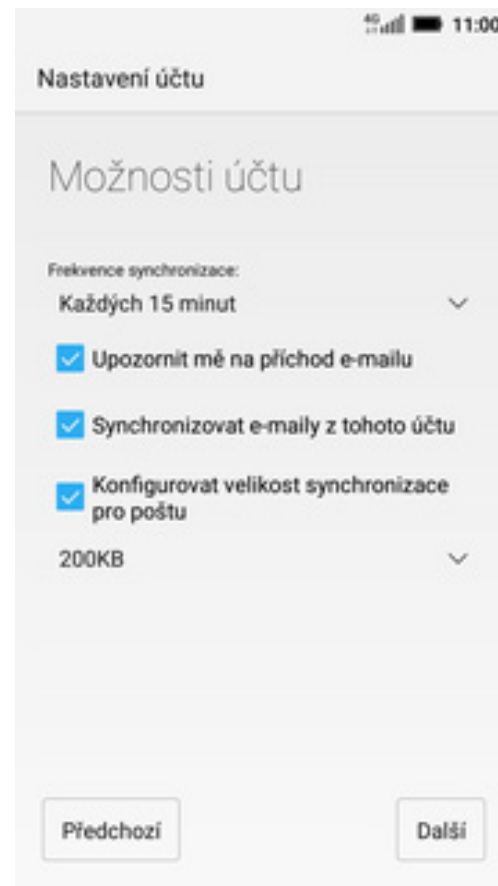 4G 11:00
Nastavení účtu
Možnosti účtu
Frekvence synchronizace:
Každých 15 minut
Upozornit mě na příchod e-mailu
Synchronizovat e-maily z tohoto účtu
Konfigurovat velikost synchronizace
pro poštu
200KB
Předchozí
Další